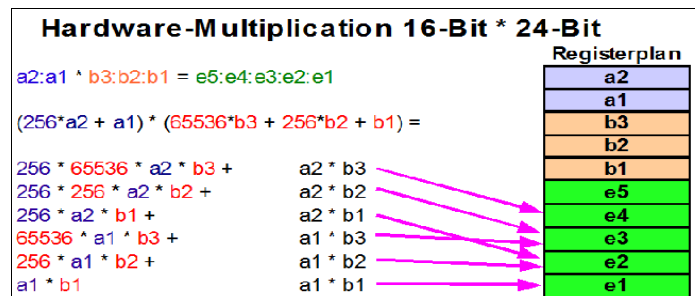 Hardware-Multiplication 16-Bit * 24-Bit
Registerplan
a2:a1 * b3:b2:b1 = e5:e4:e3:e2:e1
(256*a2 + a1) * (65536*b3 + 256*b2 + b1) =
256 * 65536 * a2 * b3 + a2 * b3
256 * 256 * a2 * b2 + a2 * b2
256 * a2 * b1 + a2 * b1
65536 * a1 * b3 + a1 * b3
256 * a1 * b2 + a1 * b2
a1 * b1 a1 * b1
a2
a1
b3
b2
b1
e5
e4
e3
e2
e1